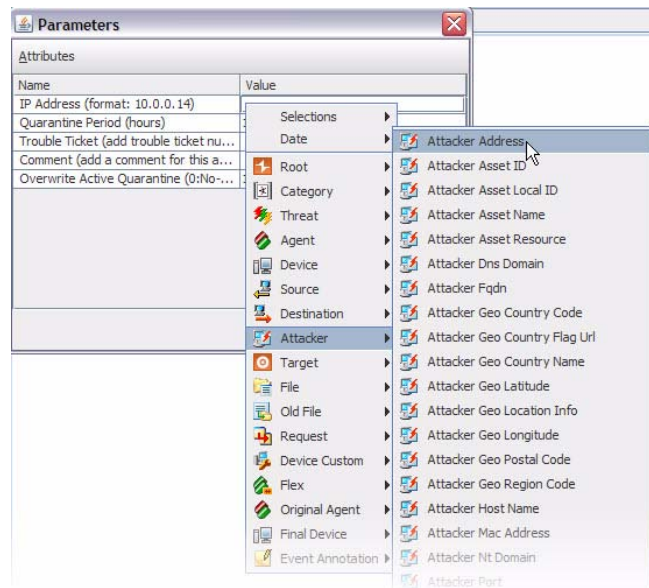 Parameters
Attributes
Name Value
IP Address (format: 10.0.0.14)
Quarantine Period (hours)
Trouble Ticket (add trouble ticket nu...
Comment (add a comment for this a...
Overwrite Active Quarantine (0:No-...
Selections
Date
Root
Category
Threat
Agent
Device
Source
Destination
Attacker
Target
File
Old File
Request
Device Custom
Flex
Original Agent
Final Device
Event Annotation
Attacker Address
Attacker Asset ID
Attacker Asset Local ID
Attacker Asset Name
Attacker Asset Resource
Attacker Dns Domain
Attacker Fqdn
Attacker Geo Country Code
Attacker Geo Country Flag Url
Attacker Geo Country Name
Attacker Geo Latitude
Attacker Geo Location Info
Attacker Geo Longitude
Attacker Geo Postal Code
Attacker Geo Region Code
Attacker Host Name
Attacker Mac Address
Attacker Nt Domain
Attacker Port